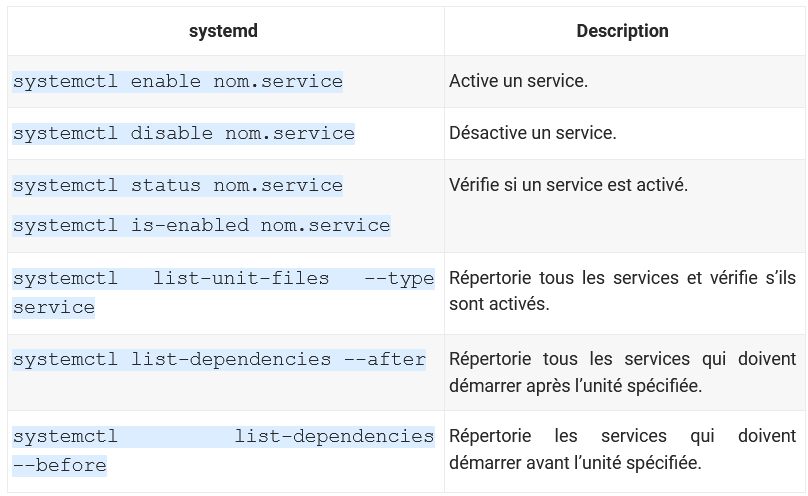 systemd Description
systemctl enable nom.service Active un service.
systemctl disable nom.service Désactive un service.
systemctl status nom.service Vérifie si un service est activé.
systemctl is-enabled nom.service
systemctl list-unit-files --type Répertorie tous les services et vérifie s’ils
service sont activés.
systemctl list-dependencies --after Répertorie tous les services qui doivent
démarrer après l’unité spécifiée.
systemctl list-dependencies Répertorie les services qui doivent
--before démarrer avant l’unité spécifiée.